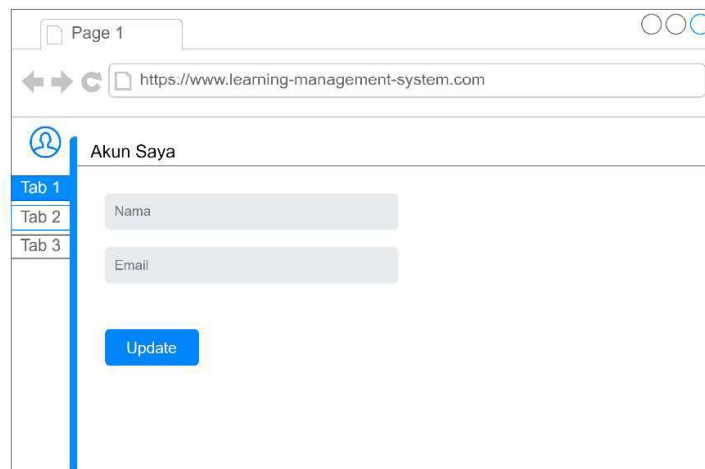 Page 1
https://www.learning-management-system.com
Akun Saya
Tab 1
Tab 2
Tab 3
Nama
Email
Update